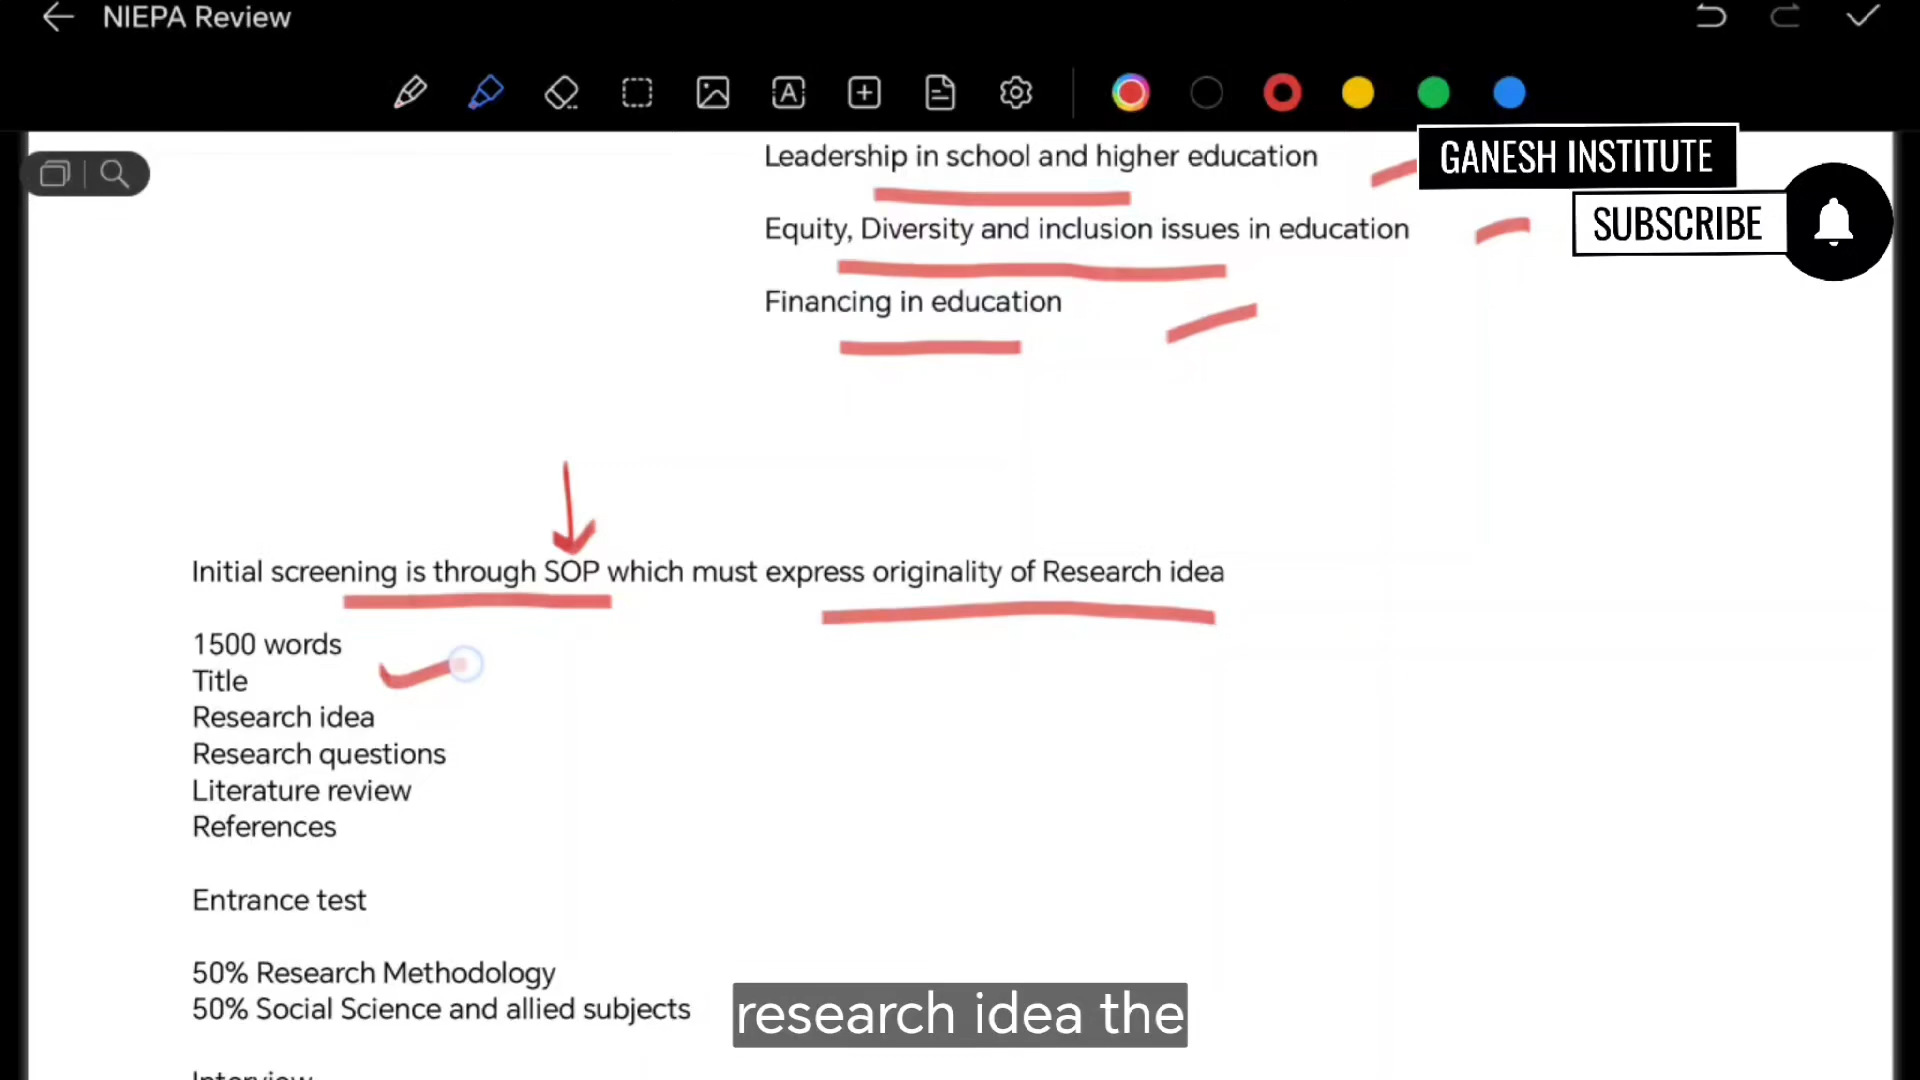 NIEPA Review
Leadership in school and higher education
GANESH INSTITUTE
SUBSCRIBE
Equity, Diversity and inclusion issues in education
Financing in education
Initial screening is through SOP which must express originality of Research idea
1500 words
Title
Research idea
Research questions
Literature review
References
Entrance test
50% Research Methodology
50% Social Science and allied subjects
research idea the
Interview